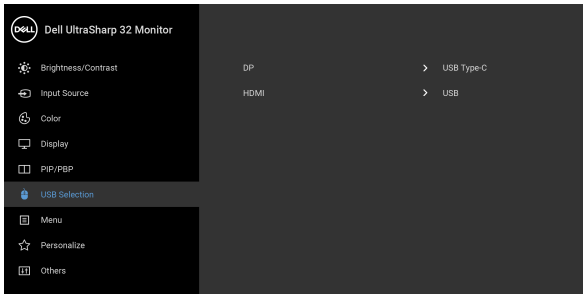 DELL Dell UltraSharp 32 Monitor
Brightness/Contrast
DP USB Type-C
Input Source
HDMI USB
Color
Display
PIP/PBP
USB Selection
Menu
Personalize
Others